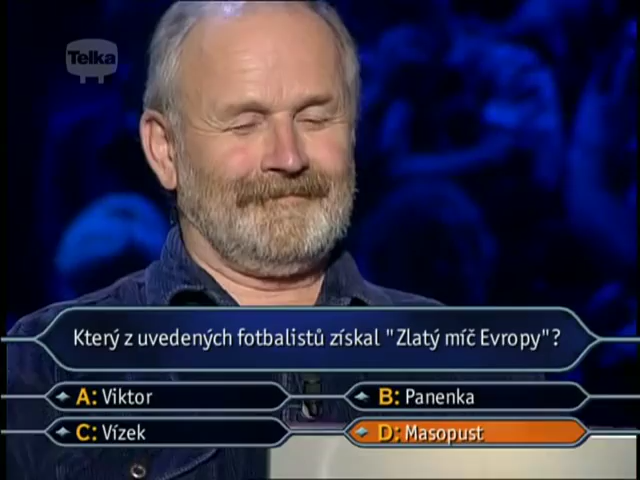 Telka
Který z uvedených fotbalistů získal "Zlatý míč Evropy"?
A: Viktor
B: Panenka
C: Vízek
D: Masopust